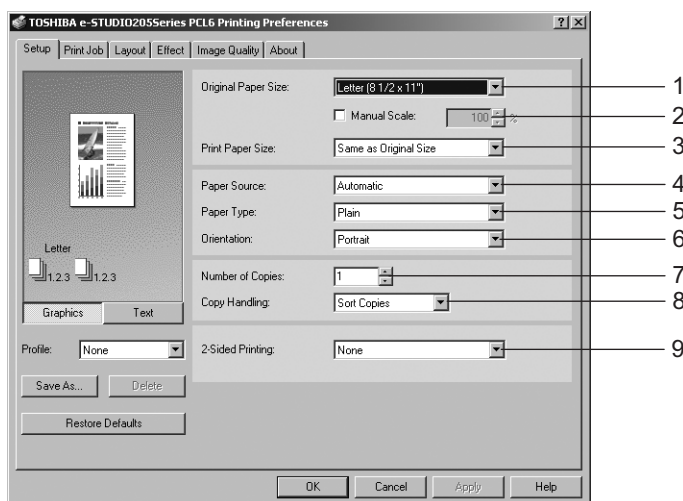 TOSHIBA e-STUDIO205Series PCL6 Printing Preferences
Setup Print Job Layout Effect Image Quality About
Original Paper Size: Letter (8 1/2 x 11") 1
Manual Scale: 100 % 2
Print Paper Size: Same as Original Size 3
Paper Source: Automatic 4
Paper Type: Plain 5
Orientation: Portrait 6
Letter
1.2.3 1.2.3
Number of Copies: 1 7
Copy Handling: Sort Copies 8
Graphics Text
Profile: None
2-Sided Printing: None 9
Save As... Delete
Restore Defaults
OK Cancel Apply Help